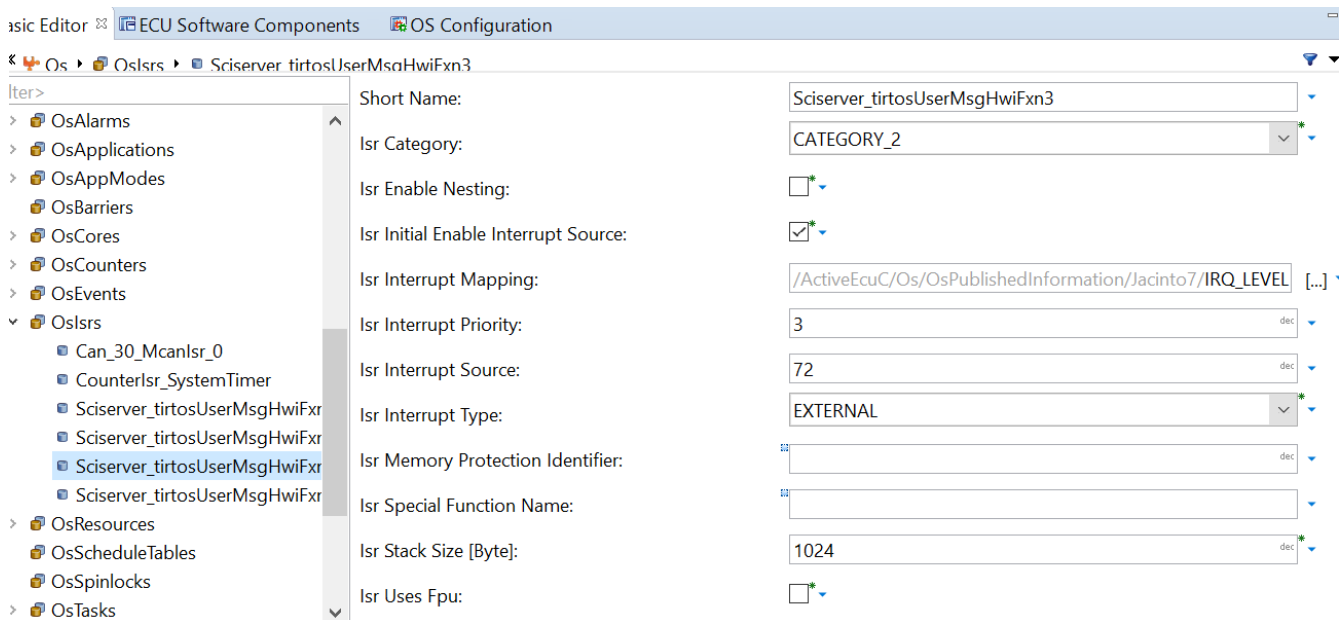 asic Editor ECU Software Components OS Configuration
Os OsIsrs Sciserver_tirtosUserMsgHwiFxn3
lter>
OsAlarms
OsApplications
OsAppModes
OsBarriers
OsCores
OsCounters
OsEvents
OsIsrs
Can_30_McanIsr_0
CounterIsr_SystemTimer
Sciserver_tirtosUserMsgHwiFxr
Sciserver_tirtosUserMsgHwiFxr
Sciserver_tirtosUserMsgHwiFxr
Sciserver_tirtosUserMsgHwiFxr
OsResources
OsScheduleTables
OsSpinlocks
OsTasks
Short Name: Sciserver_tirtosUserMsgHwiFxn3
Isr Category: CATEGORY_2
Isr Enable Nesting:
Isr Initial Enable Interrupt Source:
Isr Interrupt Mapping: /ActiveEcuC/Os/OsPublishedInformation/Jacinto7/IRQ_LEVEL [...]
Isr Interrupt Priority: 3 dec
Isr Interrupt Source: 72 dec
Isr Interrupt Type: EXTERNAL
Isr Memory Protection Identifier: dec
Isr Special Function Name:
Isr Stack Size [Byte]: 1024 dec
Isr Uses Fpu: